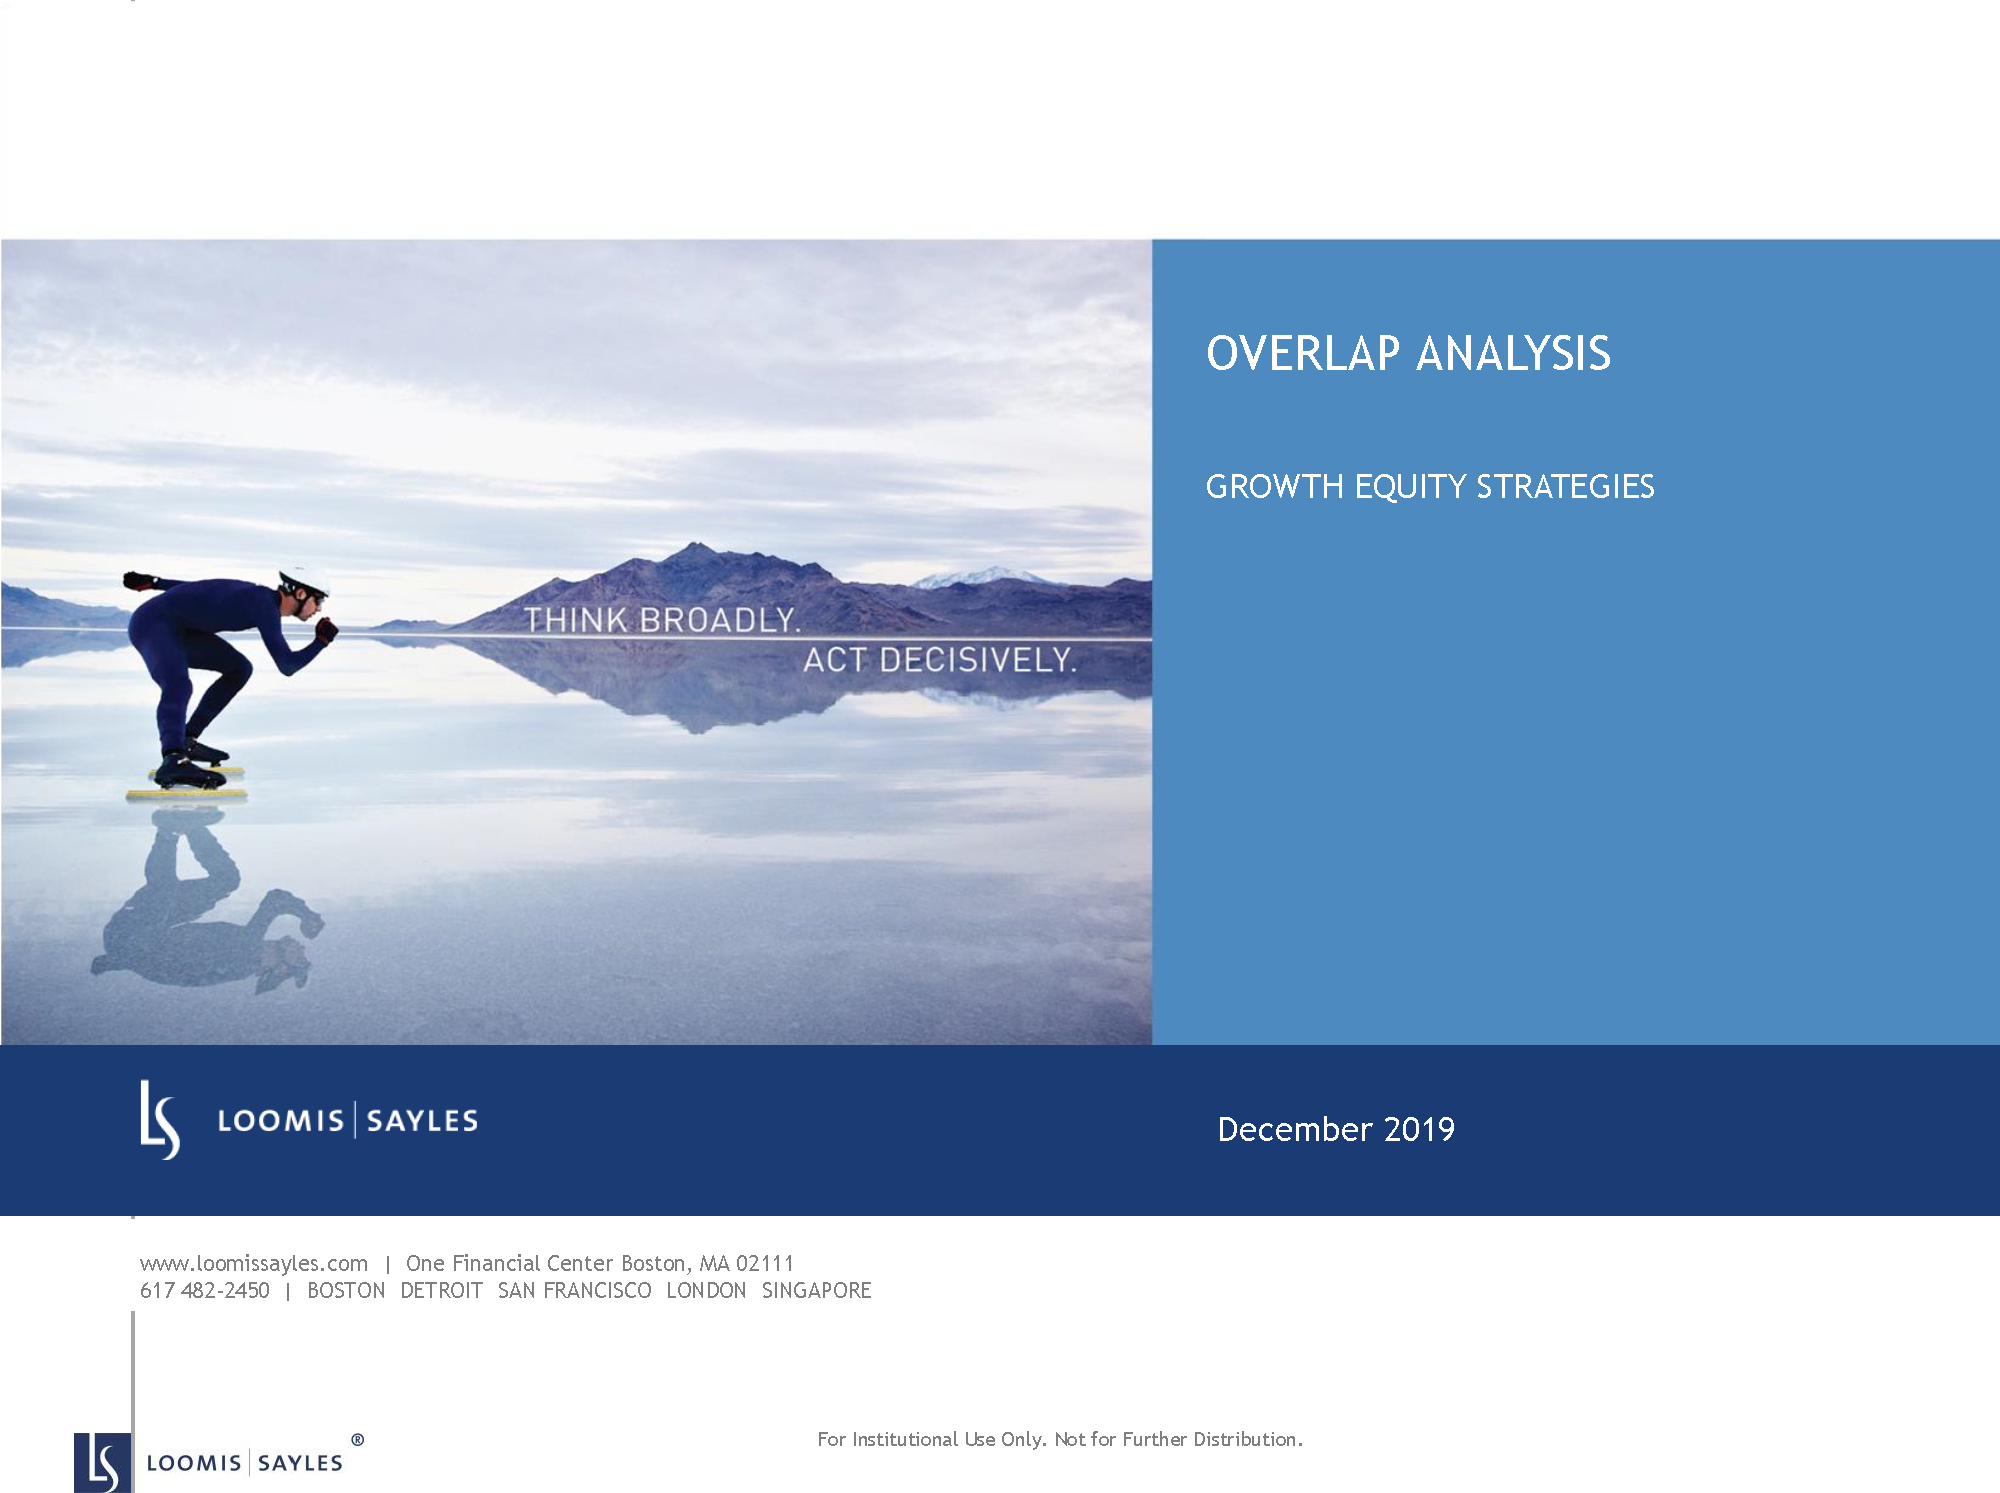 OVERLAP ANALYSIS
GROWTH EQUITY STRATEGIES
THINK BROADLY.
ACT DECISIVELY.
LS LOOMIS | SAYLES
December 2019
www.loomissayles.com | One Financial Center Boston, MA 02111
617 482-2450 | BOSTON DETROIT SAN FRANCISCO LONDON SINGAPORE
For Institutional Use Only. Not for Further Distribution.
LS LOOMIS | SAYLES ®